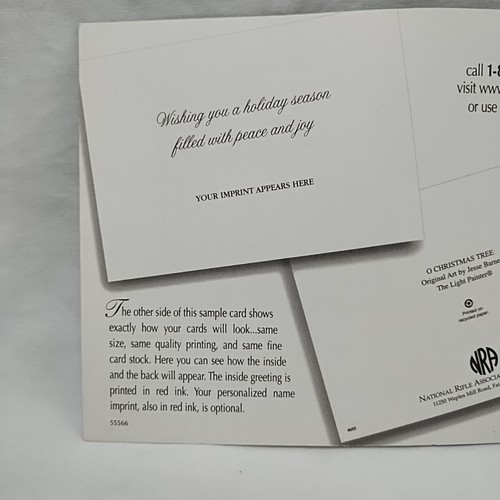 Wishing you a holiday season
filled with peace and joy
YOUR IMPRINT APPEARS HERE
call 1-8
visit www
or use
The other side of this sample card shows
exactly how your cards will look...same
size, same quality printing, and same fine
card stock. Here you can see how the inside
and the back will appear. The inside greeting is
printed in red ink. Your personalized name
imprint, also in red ink, is optional.
55566
O CHRISTMAS TREE
Original Art by Jesse Barne
The Light Painter®
Printed on
recycled paper.
NRA
NATIONAL RIFLE ASSOCIA
11250 Waples Mill Road, Fai